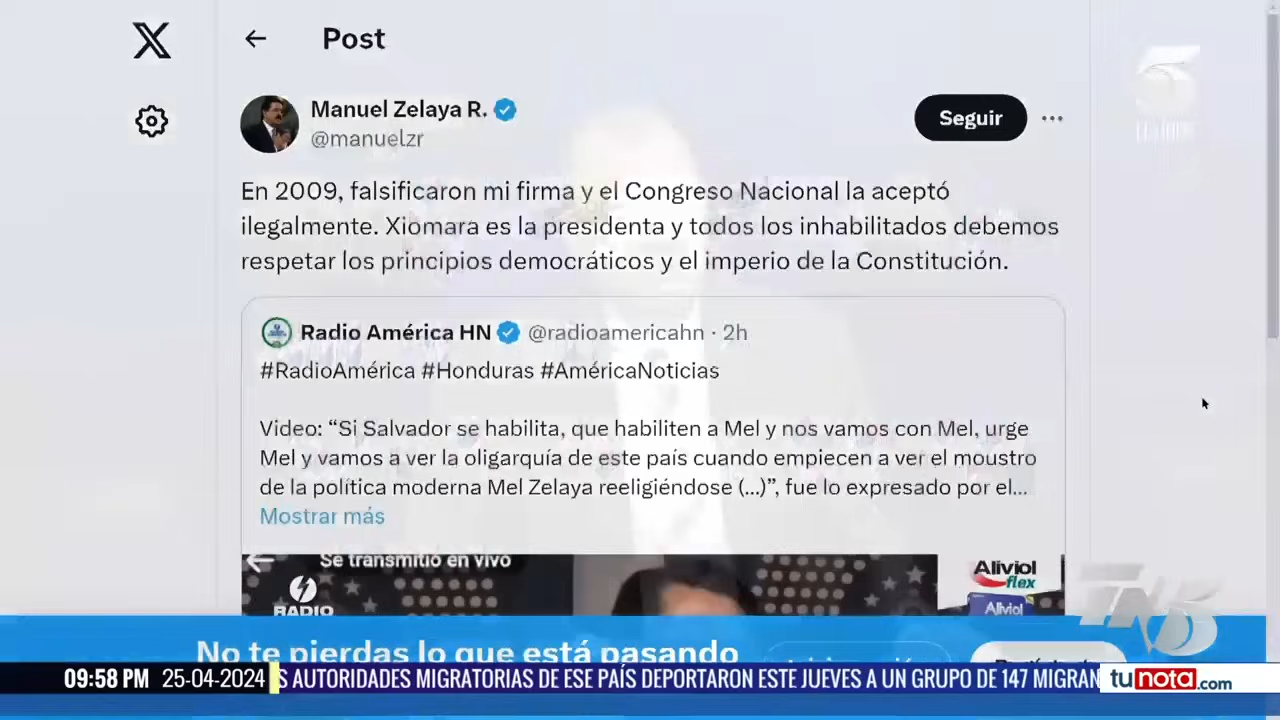 Post
Manuel Zelaya R.
@manuelzr
Seguir
En 2009, falsificaron mi firma y el Congreso Nacional la aceptó
ilegalmente. Xiomara es la presidenta y todos los inhabilitados debemos
respetar los principios democráticos y el imperio de la Constitución.
Radio América HN @radioamericahn · 2h
#RadioAmérica #Honduras #AméricaNoticias
Video: “Si Salvador se habilita, que habiliten a Mel y nos vamos con Mel, urge
Mel y vamos a ver la oligarquía de este país cuando empiecen a ver el moustro
de la política moderna Mel Zelaya reeligiéndose (...)”, fue lo expresado por el...
Mostrar más
Se transmitió en vivo
RADIO
Aliviol
flex
Aliviol
TN5
No te pierdas lo que está pasando
09:58 PM 25-04-2024 S AUTORIDADES MIGRATORIAS DE ESE PAÍS DEPORTARON ESTE JUEVES A UN GRUPO DE 147 MIGRAN
tunota.com